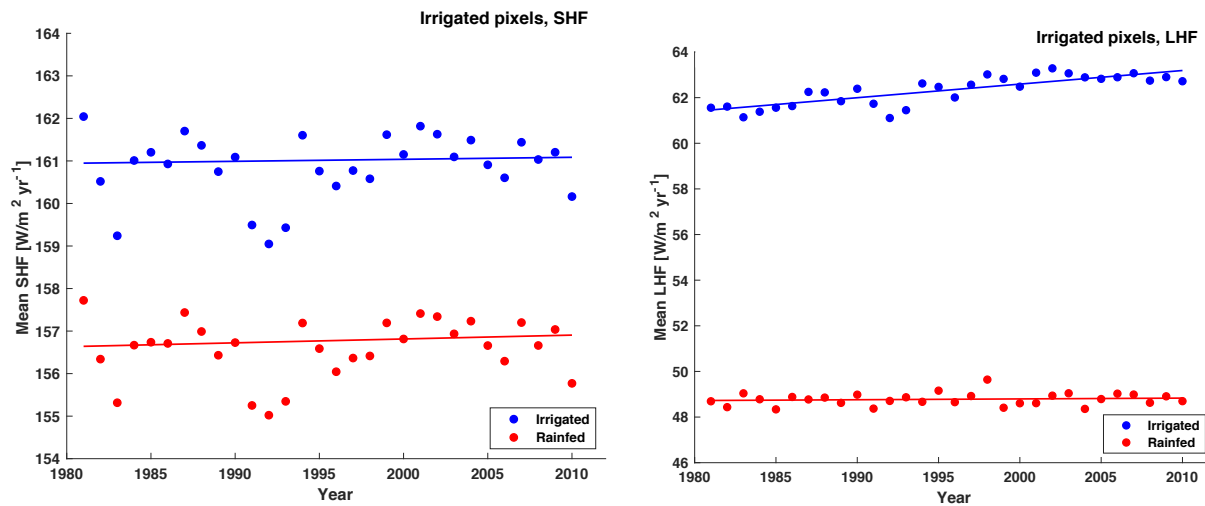 Irrigated pixels, SHF
164
163
162
161
160
159
158
157
156
155
154
Mean SHF [W/m² yr⁻¹]
1980 1985 1990 1995 2000 2005 2010
Year
Irrigated
Rainfed
Irrigated pixels, LHF
64
62
60
58
56
54
52
50
48
46
Mean LHF [W/m² yr⁻¹]
1980 1985 1990 1995 2000 2005 2010
Year
Irrigated
Rainfed